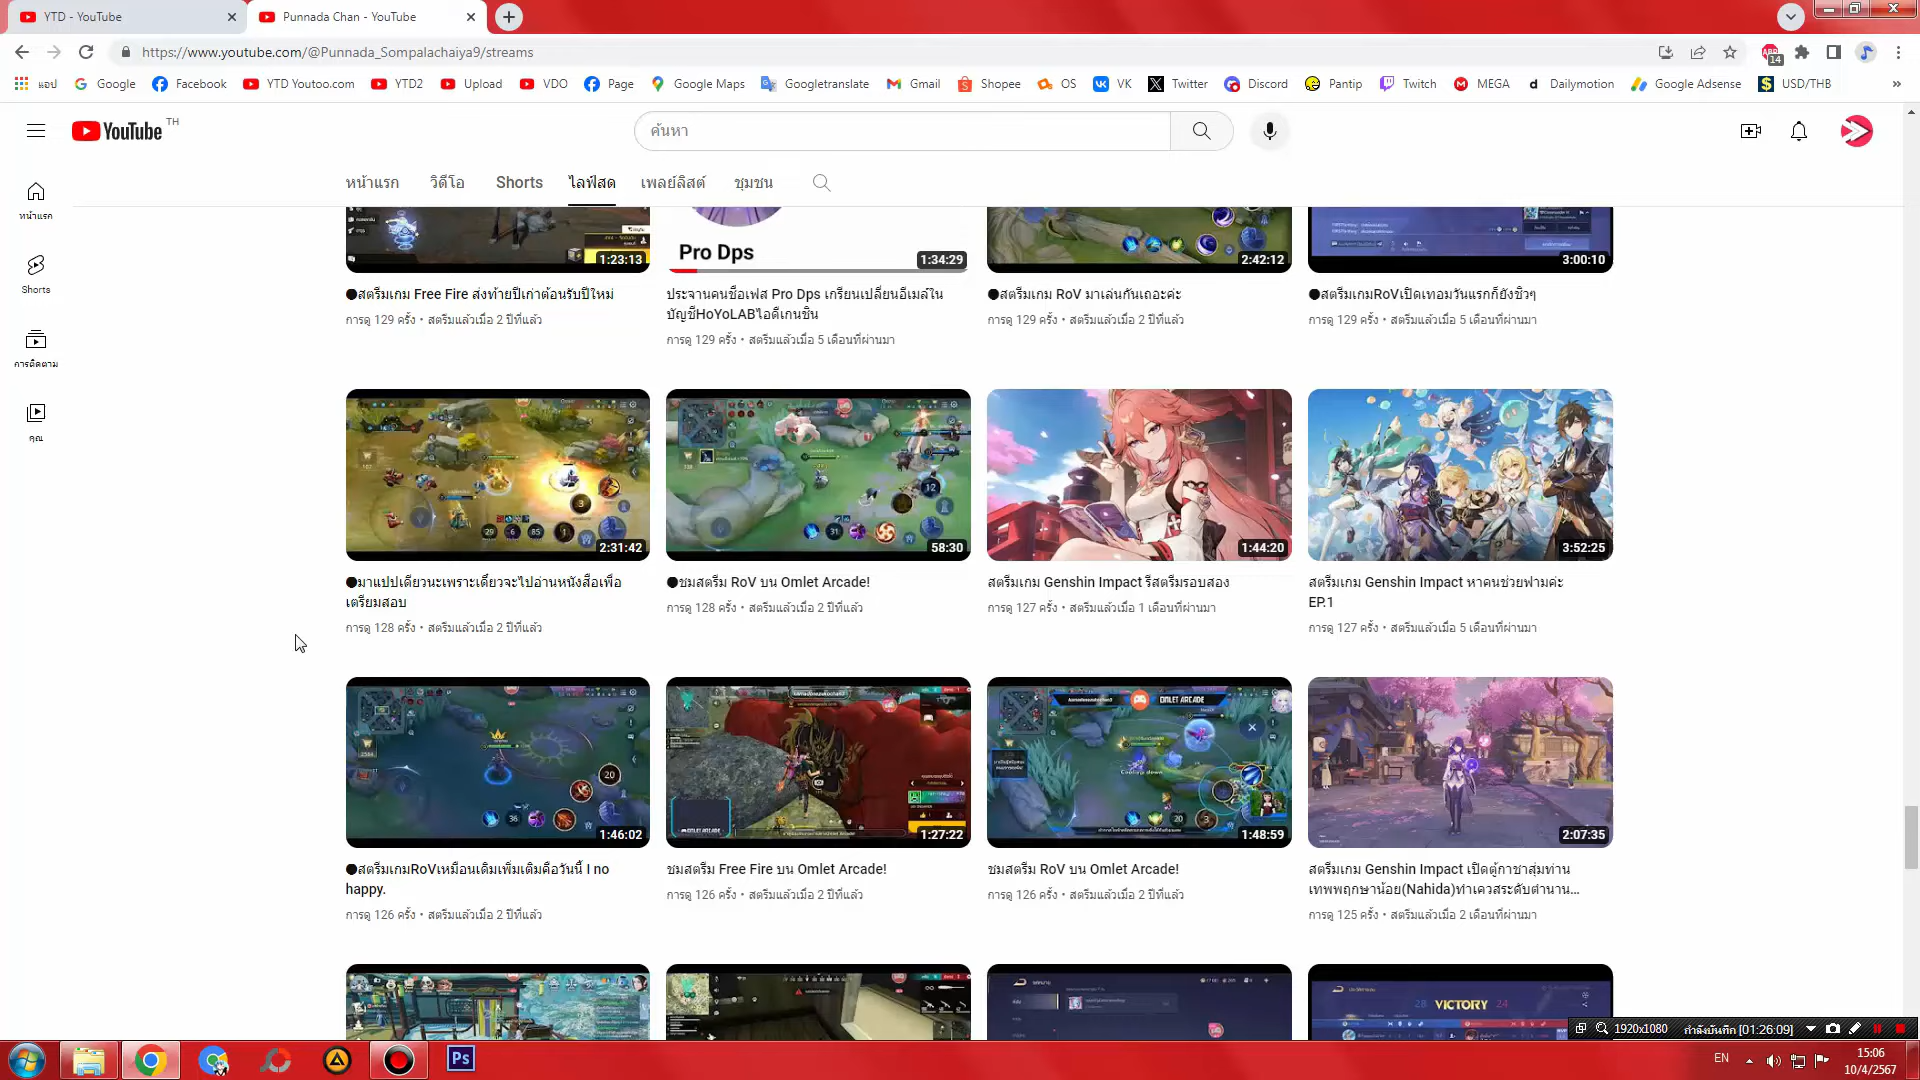 YTD - YouTube
Punnada Chan - YouTube
https://www.youtube.com/@Punnada_Sompalachaiya9/streams
14
แอป
Google
Facebook
YTD Youtoo.com
YTD2
Upload
VDO
Page
Google Maps
Googletranslate
Gmail
Shopee
OS
VK
Twitter
Discord
Pantip
Twitch
MEGA
Dailymotion
Google Adsense
USD/THB
YouTube TH
ค้นหา
หน้าแรก
วิดีโอ
Shorts
ไลฟ์สด
เพลย์ลิสต์
ชุมชน
หน้าแรก
Shorts
การติดตาม
คุณ
1:23:13
Pro Dps
1:34:29
2:42:12
3:00:10
●สตรีมเกม Free Fire ส่งท้ายปีเก่าต้อนรับปีใหม่
การดู 129 ครั้ง • สตรีมแล้วเมื่อ 2 ปีที่แล้ว
ประจานคนชื่อเฟส Pro Dps เกรียนเปลี่ยนอีเมล์ใน
บัญชีHoYoLABไอดีเกนชิน
การดู 129 ครั้ง • สตรีมแล้วเมื่อ 5 เดือนที่ผ่านมา
●สตรีมเกม RoV มาเล่นกันเถอะค่ะ
การดู 129 ครั้ง • สตรีมแล้วเมื่อ 2 ปีที่แล้ว
●สตรีมเกมRoVเปิดเทอมวันแรกก็ยังชิวๆ
การดู 129 ครั้ง • สตรีมแล้วเมื่อ 5 เดือนที่ผ่านมา
2:31:42
58:30
1:44:20
3:52:25
●มาแปปเดียวนะเพราะเดี๋ยวจะไปอ่านหนังสือเพื่อ
เตรียมสอบ
การดู 128 ครั้ง • สตรีมแล้วเมื่อ 2 ปีที่แล้ว
●ชมสตรีม RoV บน Omlet Arcade!
การดู 128 ครั้ง • สตรีมแล้วเมื่อ 2 ปีที่แล้ว
สตรีมเกม Genshin Impact รีสตรีมรอบสอง
การดู 127 ครั้ง • สตรีมแล้วเมื่อ 1 เดือนที่ผ่านมา
สตรีมเกม Genshin Impact หาคนช่วยฟามค่ะ
EP.1
การดู 127 ครั้ง • สตรีมแล้วเมื่อ 5 เดือนที่ผ่านมา
OMLET ARCADE
1:46:02
1:27:22
1:48:59
2:07:35
●สตรีมเกมRoVเหมือนเดิมเพิ่มเติมคือวันนี้ I no
happy.
การดู 126 ครั้ง • สตรีมแล้วเมื่อ 2 ปีที่แล้ว
ชมสตรีม Free Fire บน Omlet Arcade!
การดู 126 ครั้ง • สตรีมแล้วเมื่อ 2 ปีที่แล้ว
ชมสตรีม RoV บน Omlet Arcade!
การดู 126 ครั้ง • สตรีมแล้วเมื่อ 2 ปีที่แล้ว
สตรีมเกม Genshin Impact เปิดตู้กาชาสุ่มท่าน
เทพพฤกษาน้อย(Nahida)ทำเควสระดับตำนาน...
การดู 125 ครั้ง • สตรีมแล้วเมื่อ 2 เดือนที่ผ่านมา
28 VICTORY 24
1920x1080
กำลังบันทึก [01:26:09]
Ps
EN
15:06
10/4/2567